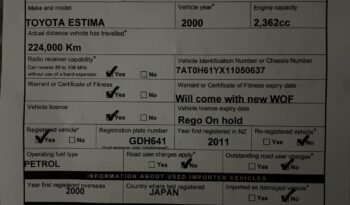 Make and model Vehicle year* Engine capacity
TOYOTA ESTIMA 2000 2,362cc
Actual distance vehicle has travelled*
224,000 Km
Radio receiver capability* Vehicle Identification Number or Chassis Number
Can receive 88 to 108 MHz
without use of a band expander Yes No 7AT0H61YX11050637
Warrant or Certificate of Fitness Warrant or Certificate of Fitness expiry date
Yes No Will come with new WOF
Vehicle licence Vehicle licence expiry date
Yes No Rego On hold
Registered vehicle* Registration plate number Year first registered in NZ Re-registered vehicle*
Yes No GDH641 2011 Yes No
Operating fuel type Road user charges apply* Outstanding road user charges*
PETROL Yes No Yes No
INFORMATION ABOUT USED IMPORTED VEHICLES
Year first registered overseas Country where last registered Imported as damaged vehicle*
2000 JAPAN Yes No